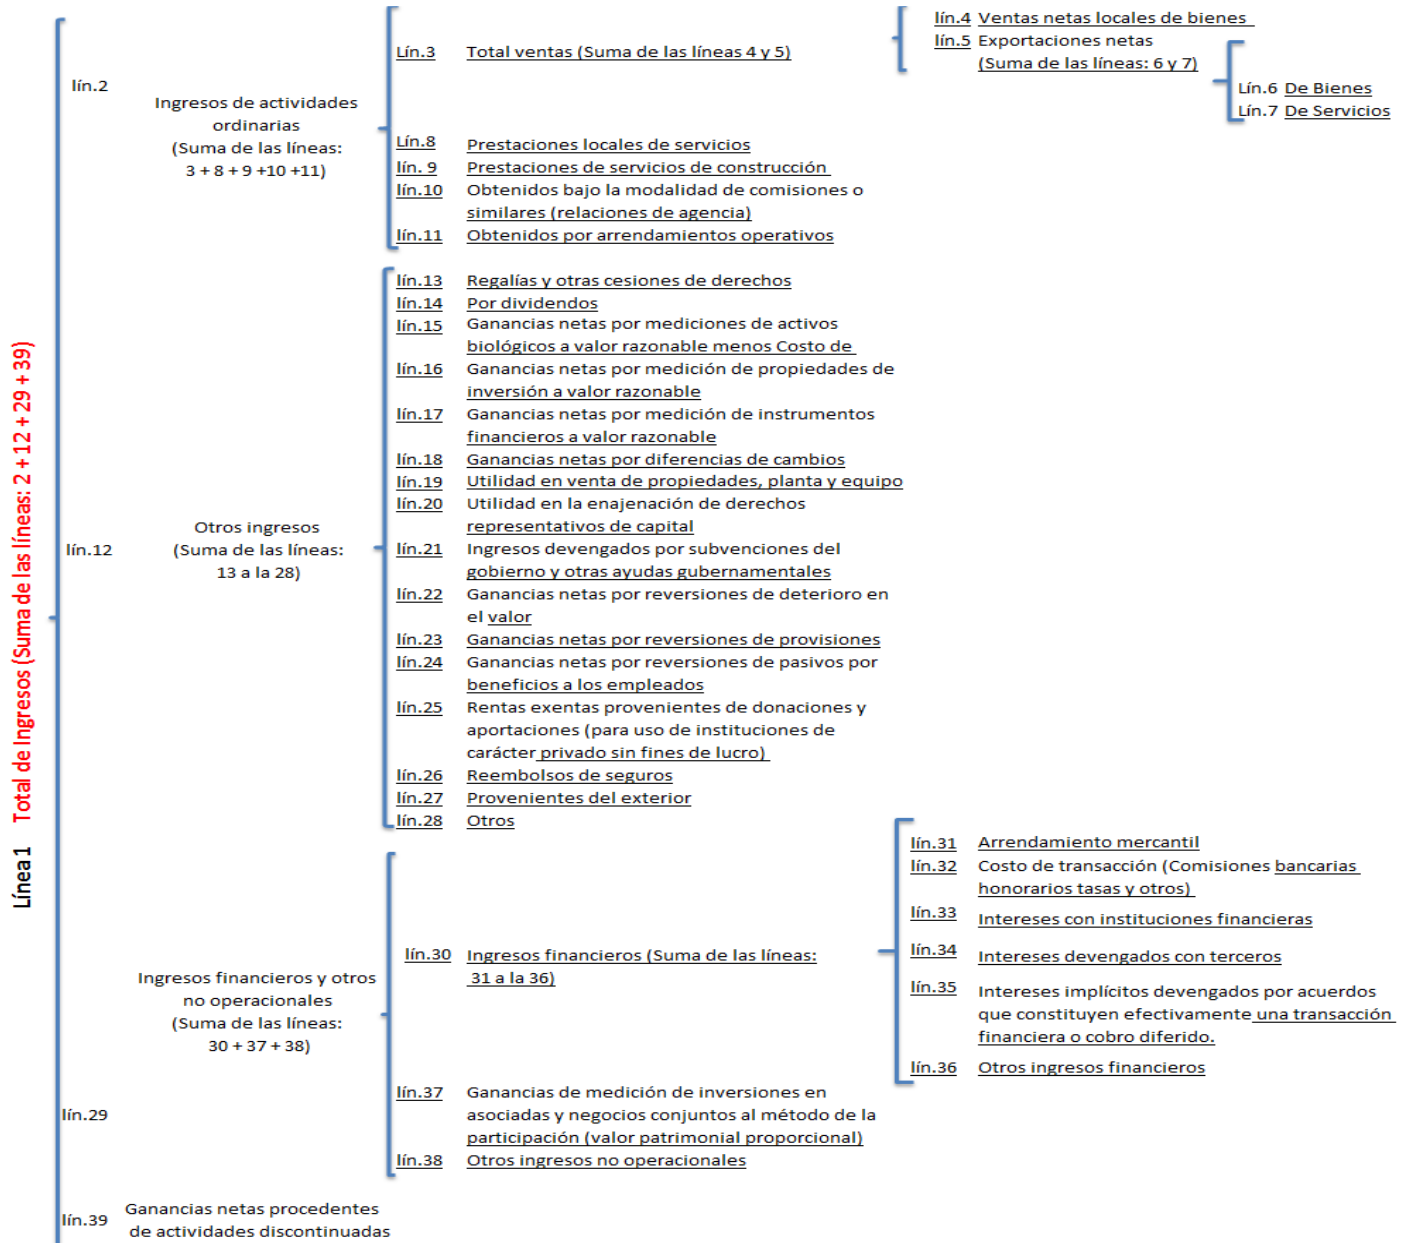 Línea 1 Total de Ingresos (Suma de las líneas: 2 + 12 + 29 + 39)
lín.2
Ingresos de actividades
ordinarias
(Suma de las líneas:
3 + 8 + 9 +10 +11)
Lín.3 Total ventas (Suma de las líneas 4 y 5)
lín.4 Ventas netas locales de bienes
lín.5 Exportaciones netas
(Suma de las líneas: 6 y 7)
Lín.6 De Bienes
Lín.7 De Servicios
Lín.8 Prestaciones locales de servicios
lín. 9 Prestaciones de servicios de construcción
lín.10 Obtenidos bajo la modalidad de comisiones o
similares (relaciones de agencia)
lín.11 Obtenidos por arrendamientos operativos
lín.12
Otros ingresos
(Suma de las líneas:
13 a la 28)
lín.13 Regalías y otras cesiones de derechos
lín.14 Por dividendos
lín.15 Ganancias netas por mediciones de activos
biológicos a valor razonable menos Costo de
lín.16 Ganancias netas por medición de propiedades de
inversión a valor razonable
lín.17 Ganancias netas por medición de instrumentos
financieros a valor razonable
lín.18 Ganancias netas por diferencias de cambios
lín.19 Utilidad en venta de propiedades, planta y equipo
lín.20 Utilidad en la enajenación de derechos
representativos de capital
lín.21 Ingresos devengados por subvenciones del
gobierno y otras ayudas gubernamentales
lín.22 Ganancias netas por reversiones de deterioro en
el valor
lín.23 Ganancias netas por reversiones de provisiones
lín.24 Ganancias netas por reversiones de pasivos por
beneficios a los empleados
lín.25 Rentas exentas provenientes de donaciones y
aportaciones (para uso de instituciones de
carácter privado sin fines de lucro)
lín.26 Reembolsos de seguros
lín.27 Provenientes del exterior
lín.28 Otros
lín.29
Ingresos financieros y otros
no operacionales
(Suma de las líneas:
30 + 37 + 38)
lín.30 Ingresos financieros (Suma de las líneas:
31 a la 36)
lín.31 Arrendamiento mercantil
lín.32 Costo de transacción (Comisiones bancarias
honorarios tasas y otros)
lín.33 Intereses con instituciones financieras
lín.34 Intereses devengados con terceros
lín.35 Intereses implícitos devengados por acuerdos
que constituyen efectivamente una transacción
financiera o cobro diferido.
lín.36 Otros ingresos financieros
lín.37 Ganancias de medición de inversiones en
asociadas y negocios conjuntos al método de la
participación (valor patrimonial proporcional)
lín.38 Otros ingresos no operacionales
lín.39
Ganancias netas procedentes
de actividades discontinuadas